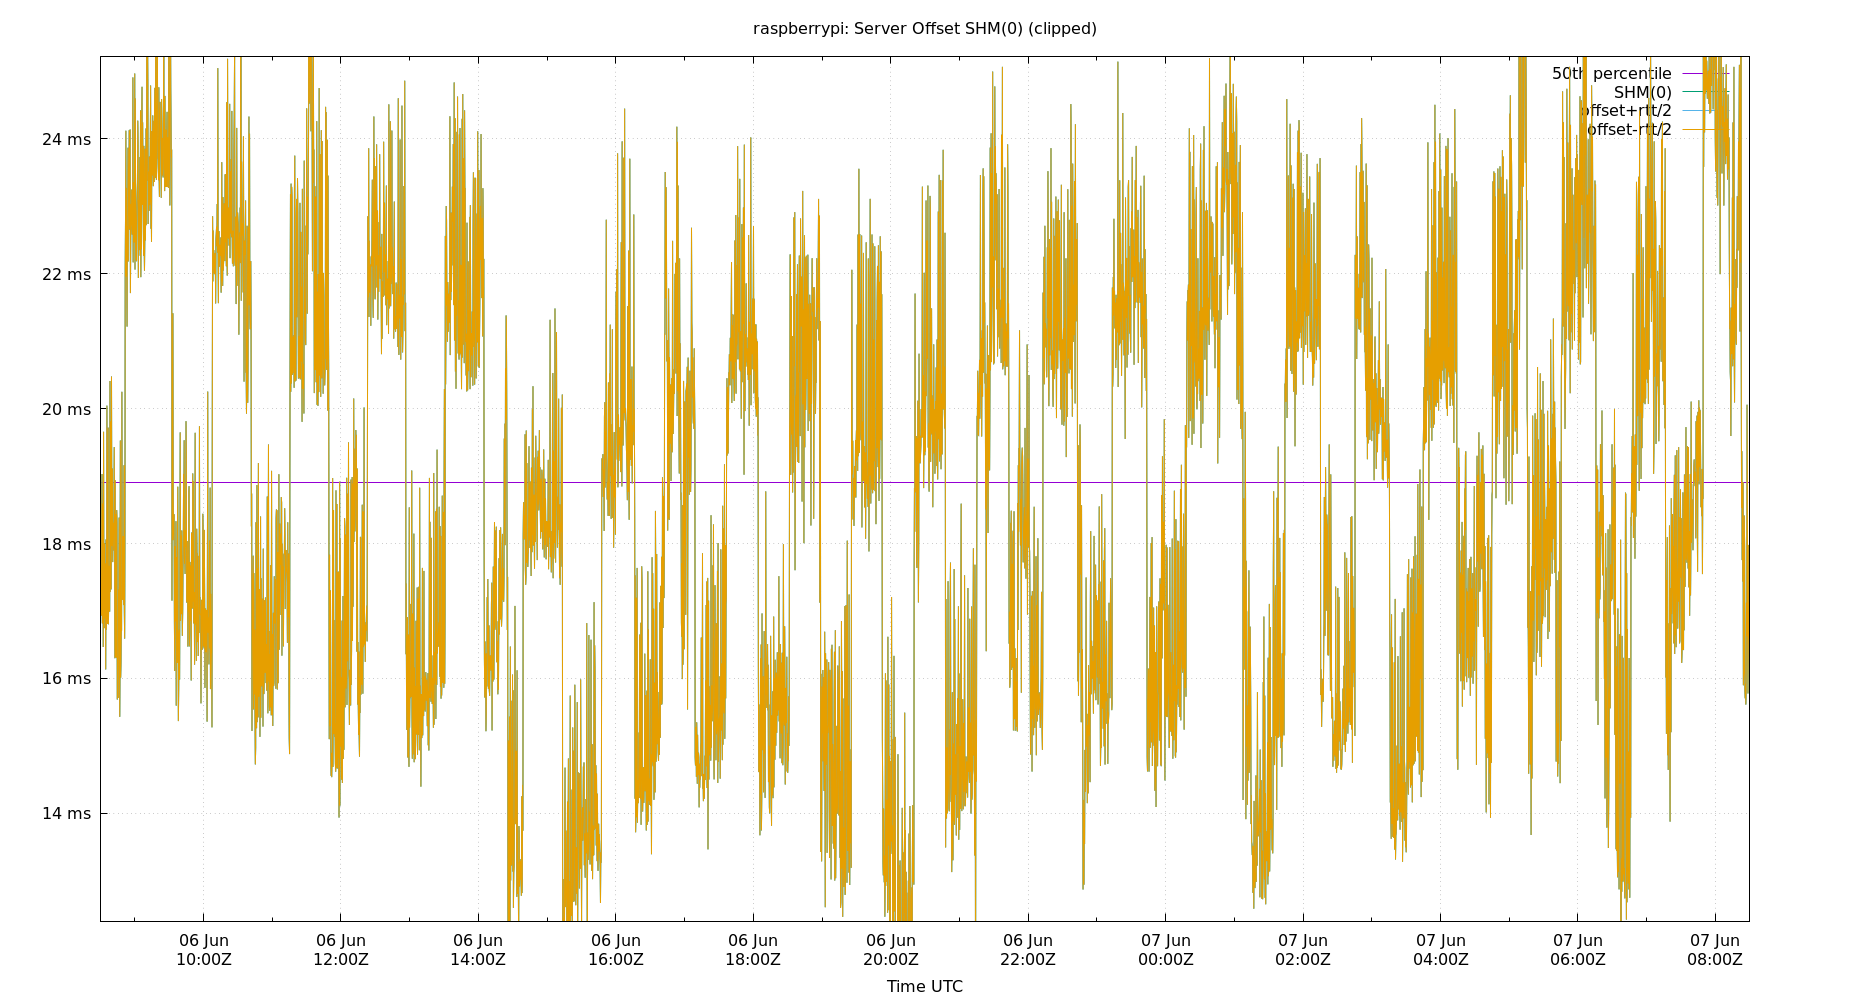 raspberrypi: Server Offset SHM(0) (clipped)
50th percentile
SHM(0)
offset+rtt/2
offset-rtt/2
24 ms
22 ms
20 ms
18 ms
16 ms
14 ms
06 Jun 06 Jun 06 Jun 06 Jun 06 Jun 06 Jun 06 Jun 07 Jun 07 Jun 07 Jun 07 Jun 07 Jun
10:00Z 12:00Z 14:00Z 16:00Z 18:00Z 20:00Z 22:00Z 00:00Z 02:00Z 04:00Z 06:00Z 08:00Z
Time UTC